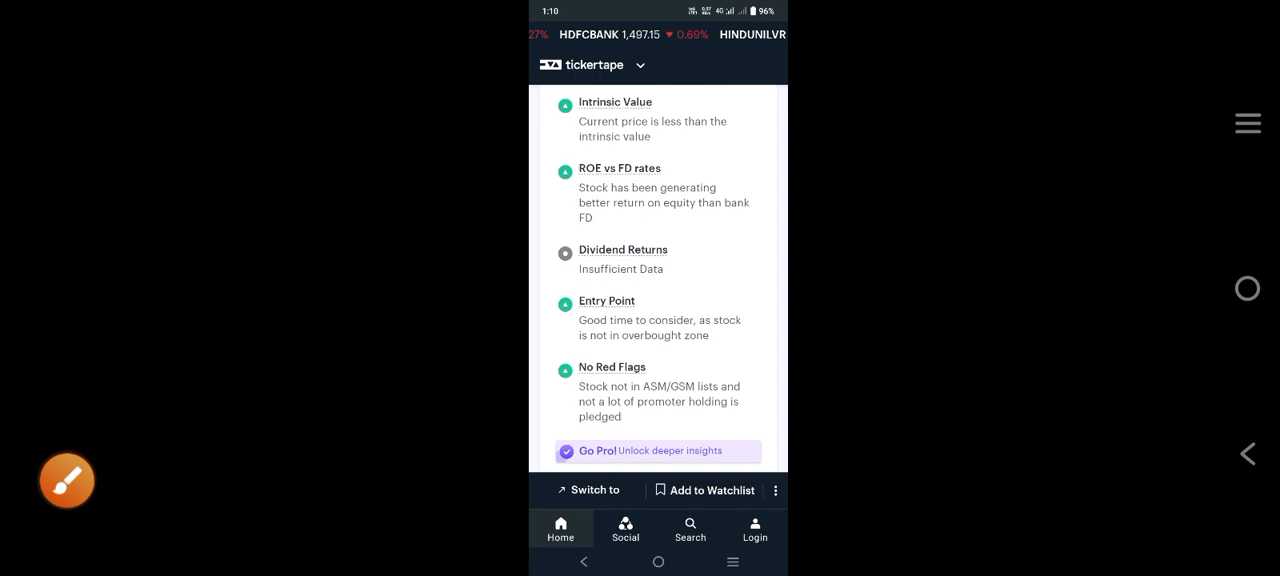 1:10 4G 96%
27% HDFCBANK 1,497.15 ▼ 0.69% HINDUNILVR
tickertape
Intrinsic Value
Current price is less than the
intrinsic value
ROE vs FD rates
Stock has been generating
better return on equity than bank
FD
Dividend Returns
Insufficient Data
Entry Point
Good time to consider, as stock
is not in overbought zone
No Red Flags
Stock not in ASM/GSM lists and
not a lot of promoter holding is
pledged
Go Pro! Unlock deeper insights
Switch to Add to Watchlist
Home Social Search Login